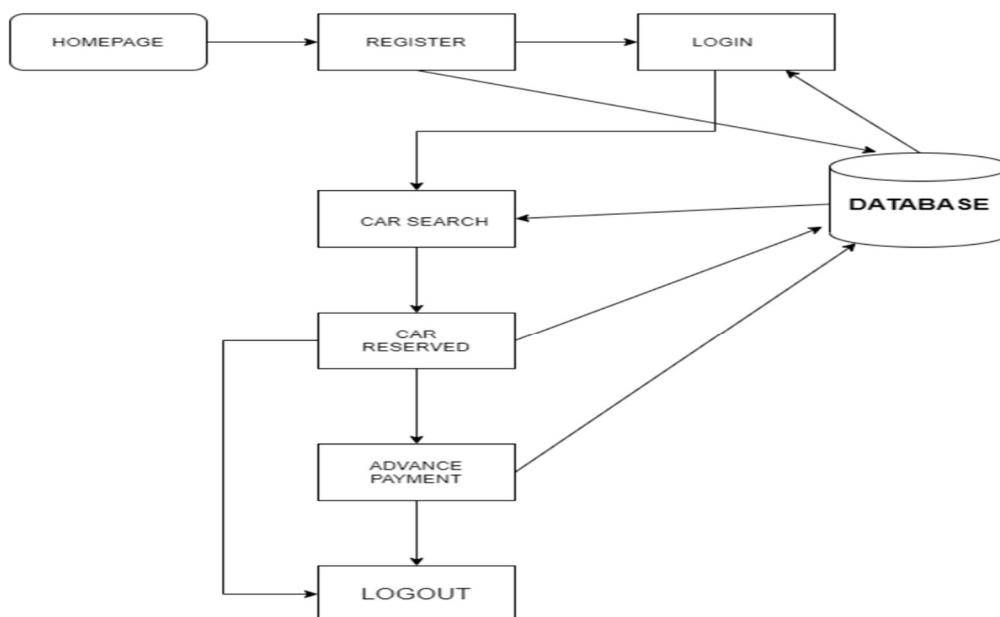 HOMEPAGE
REGISTER
LOGIN
DATABASE
CAR SEARCH
CAR
RESERVED
ADVANCE
PAYMENT
LOGOUT